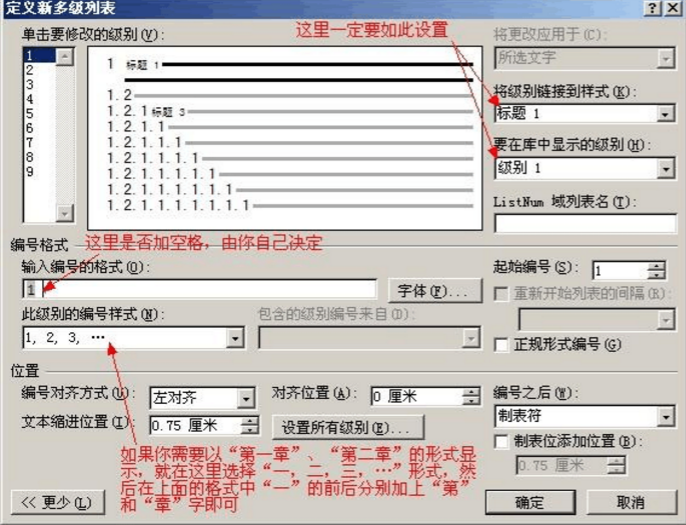 定义新多级列表
单击要修改的级别(V):
这里一定要如此设置
将更改应用于(C):
所选文字
1
2
3
4
5
6
7
8
9
1 标题 1
1.2
1.2.1 标题 3
1.2.1.1
1.2.1.1.1
1.2.1.1.1.1
1.2.1.1.1.1.1
1.2.1.1.1.1.1.1
1.2.1.1.1.1.1.1.1
将级别链接到样式(K):
标题 1
要在库中显示的级别(H):
级别 1
ListNum 域列表名(T):
编号格式
这里是否加空格，由你自己决定
输入编号的格式(O):
1
字体(F)...
起始编号(S): 1
重新开始列表的间隔(R):
此级别的编号样式(N):
包含的级别编号来自(D):
1, 2, 3, …
正规形式编号(G)
位置
编号对齐方式(U): 左对齐
对齐位置(A): 0 厘米
编号之后(W):
制表符
文本缩进位置(I): 0.75 厘米
设置所有级别(E)...
制表位添加位置(B):
0.75 厘米
如果你需要以“第一章”、“第二章”的形式显
示，就在这里选择“一，二，三，…”形式，然
后在上面的格式中“一”的前后分别加上“第”
和“章”字即可
<< 更少(L)
确定
取消